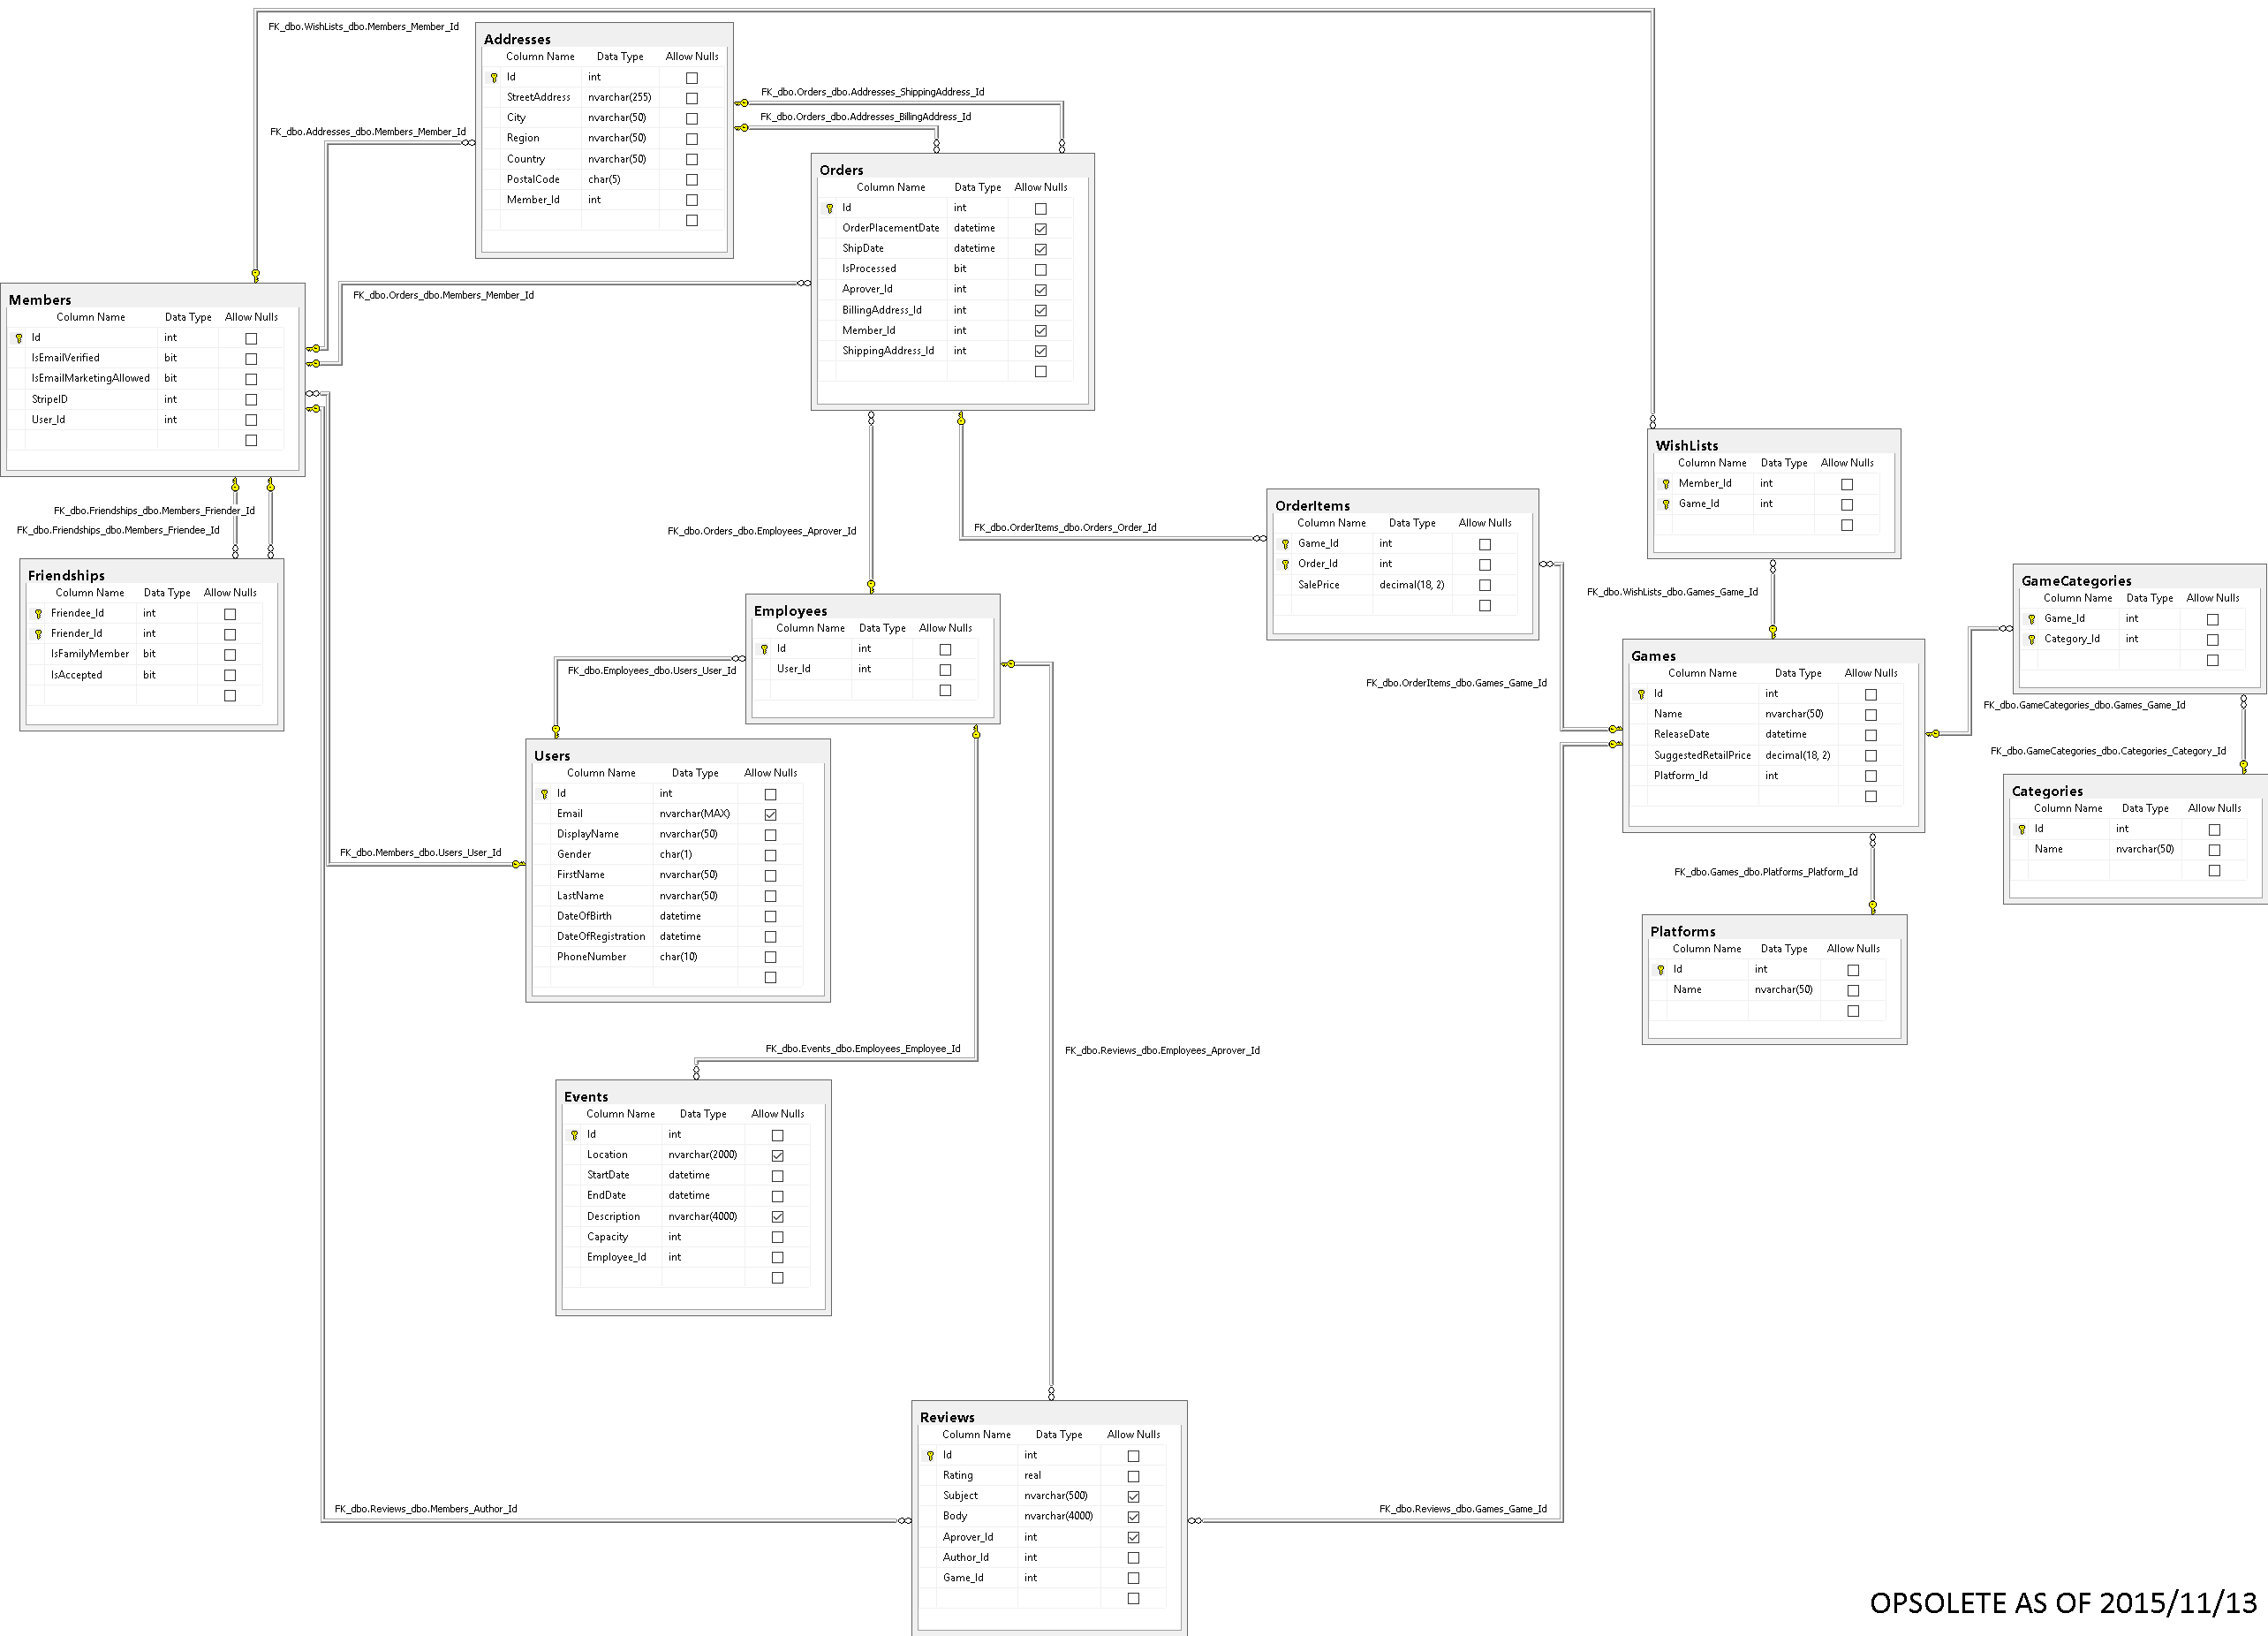 FK_dbo.WishLists_dbo.Members_Member_Id
Addresses
Column Name Data Type Allow Nulls
Id int
StreetAddress nvarchar(255)
City nvarchar(50)
Region nvarchar(50)
Country nvarchar(50)
PostalCode char(5)
Member_Id int
FK_dbo.Addresses_dbo.Members_Member_Id
FK_dbo.Orders_dbo.Addresses_ShippingAddress_Id
FK_dbo.Orders_dbo.Addresses_BillingAddress_Id
Orders
Column Name Data Type Allow Nulls
Id int
OrderPlacementDate datetime
ShipDate datetime
IsProcessed bit
Aprover_Id int
BillingAddress_Id int
Member_Id int
ShippingAddress_Id int
FK_dbo.Orders_dbo.Members_Member_Id
Members
Column Name Data Type Allow Nulls
Id int
IsEmailVerified bit
IsEmailMarketingAllowed bit
StripeID int
User_Id int
FK_dbo.Friendships_dbo.Members_Friender_Id
FK_dbo.Friendships_dbo.Members_Friendee_Id
Friendships
Column Name Data Type Allow Nulls
Friendee_Id int
Friender_Id int
IsFamilyMember bit
IsAccepted bit
FK_dbo.Orders_dbo.Employees_Aprover_Id
FK_dbo.OrderItems_dbo.Orders_Order_Id
OrderItems
Column Name Data Type Allow Nulls
Game_Id int
Order_Id int
SalePrice decimal(18, 2)
WishLists
Column Name Data Type Allow Nulls
Member_Id int
Game_Id int
FK_dbo.WishLists_dbo.Games_Game_Id
GameCategories
Column Name Data Type Allow Nulls
Game_Id int
Category_Id int
Employees
Column Name Data Type Allow Nulls
Id int
User_Id int
FK_dbo.Employees_dbo.Users_User_Id
FK_dbo.OrderItems_dbo.Games_Game_Id
Games
Column Name Data Type Allow Nulls
Id int
Name nvarchar(50)
ReleaseDate datetime
SuggestedRetailPrice decimal(18, 2)
Platform_Id int
FK_dbo.GameCategories_dbo.Games_Game_Id
FK_dbo.GameCategories_dbo.Categories_Category_Id
Categories
Column Name Data Type Allow Nulls
Id int
Name nvarchar(50)
Users
Column Name Data Type Allow Nulls
Id int
Email nvarchar(MAX)
DisplayName nvarchar(50)
Gender char(1)
FirstName nvarchar(50)
LastName nvarchar(50)
DateOfBirth datetime
DateOfRegistration datetime
PhoneNumber char(10)
FK_dbo.Members_dbo.Users_User_Id
FK_dbo.Games_dbo.Platforms_Platform_Id
Platforms
Column Name Data Type Allow Nulls
Id int
Name nvarchar(50)
FK_dbo.Events_dbo.Employees_Employee_Id
FK_dbo.Reviews_dbo.Employees_Aprover_Id
Events
Column Name Data Type Allow Nulls
Id int
Location nvarchar(2000)
StartDate datetime
EndDate datetime
Description nvarchar(4000)
Capacity int
Employee_Id int
Reviews
Column Name Data Type Allow Nulls
Id int
Rating real
Subject nvarchar(500)
Body nvarchar(4000)
Aprover_Id int
Author_Id int
Game_Id int
FK_dbo.Reviews_dbo.Members_Author_Id
FK_dbo.Reviews_dbo.Games_Game_Id
OPSOLETE AS OF 2015/11/13